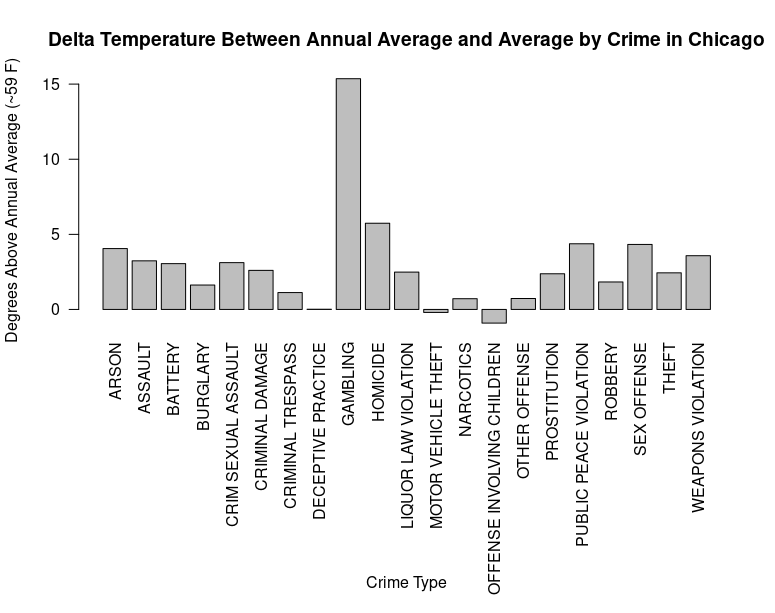 Delta Temperature Between Annual Average and Average by Crime in Chicago
Degrees Above Annual Average (~59 F)
15
10
5
0
ARSON
ASSAULT
BATTERY
BURGLARY
CRIM SEXUAL ASSAULT
CRIMINAL DAMAGE
CRIMINAL TRESPASS
DECEPTIVE PRACTICE
GAMBLING
HOMICIDE
LIQUOR LAW VIOLATION
MOTOR VEHICLE THEFT
NARCOTICS
OFFENSE INVOLVING CHILDREN
OTHER OFFENSE
PROSTITUTION
PUBLIC PEACE VIOLATION
ROBBERY
SEX OFFENSE
THEFT
WEAPONS VIOLATION
Crime Type